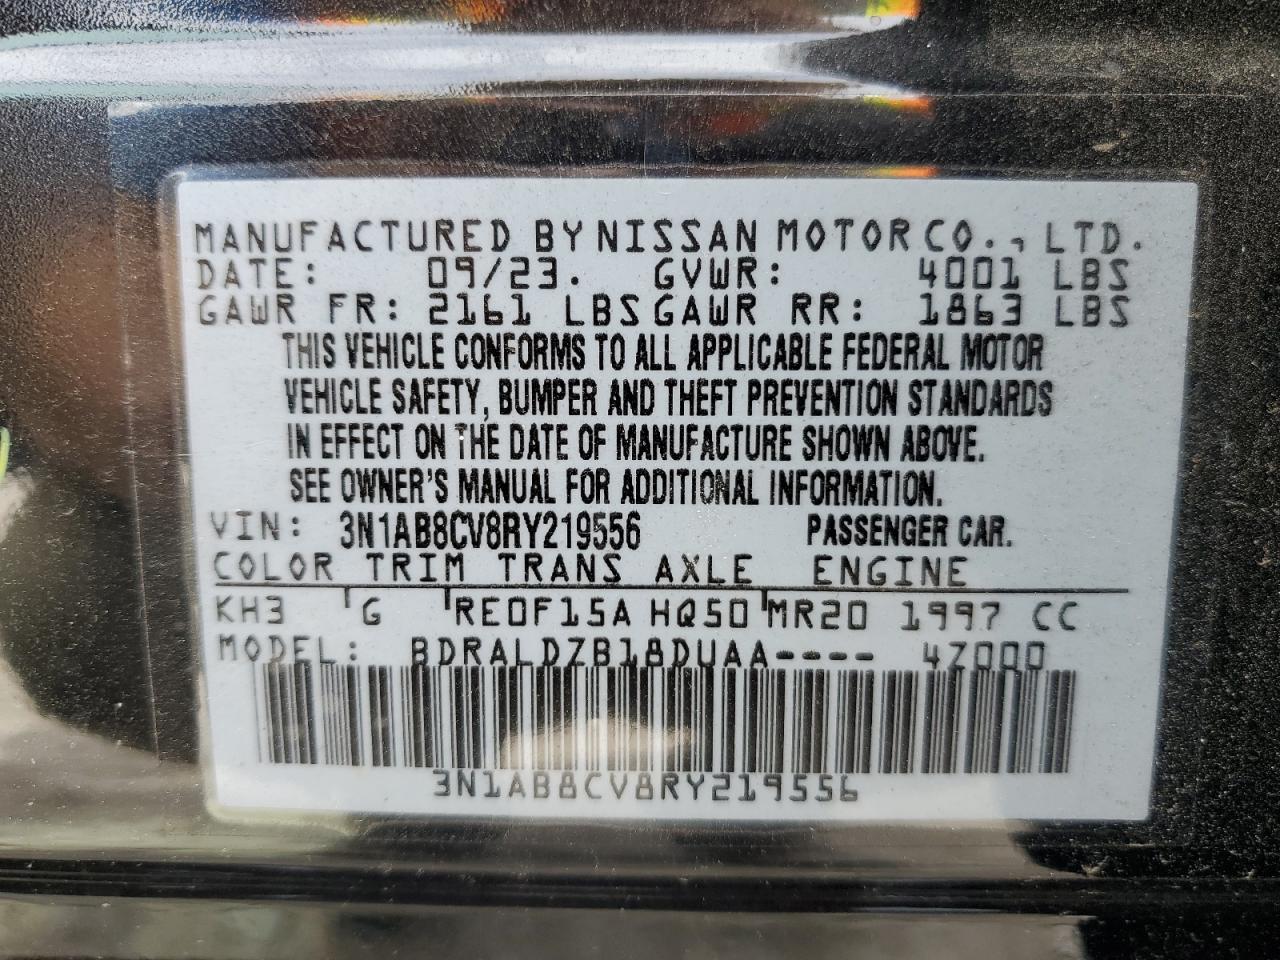 MANUFACTURED BY NISSAN MOTOR CO., LTD.
DATE: 09/23. GVWR: 4001 LBS
GAWR FR: 2161 LBS GAWR RR: 1863 LBS
THIS VEHICLE CONFORMS TO ALL APPLICABLE FEDERAL MOTOR
VEHICLE SAFETY, BUMPER AND THEFT PREVENTION STANDARDS
IN EFFECT ON THE DATE OF MANUFACTURE SHOWN ABOVE.
SEE OWNER'S MANUAL FOR ADDITIONAL INFORMATION.
VIN: 3N1AB8CV8RY219556 PASSENGER CAR.
COLOR TRIM TRANS AXLE ENGINE
KH3 G RE0F15A HQ50 MR20 1997 CC
MODEL: BDRALDZB18DUAA---- 4Z000
3N1AB8CV8RY219556